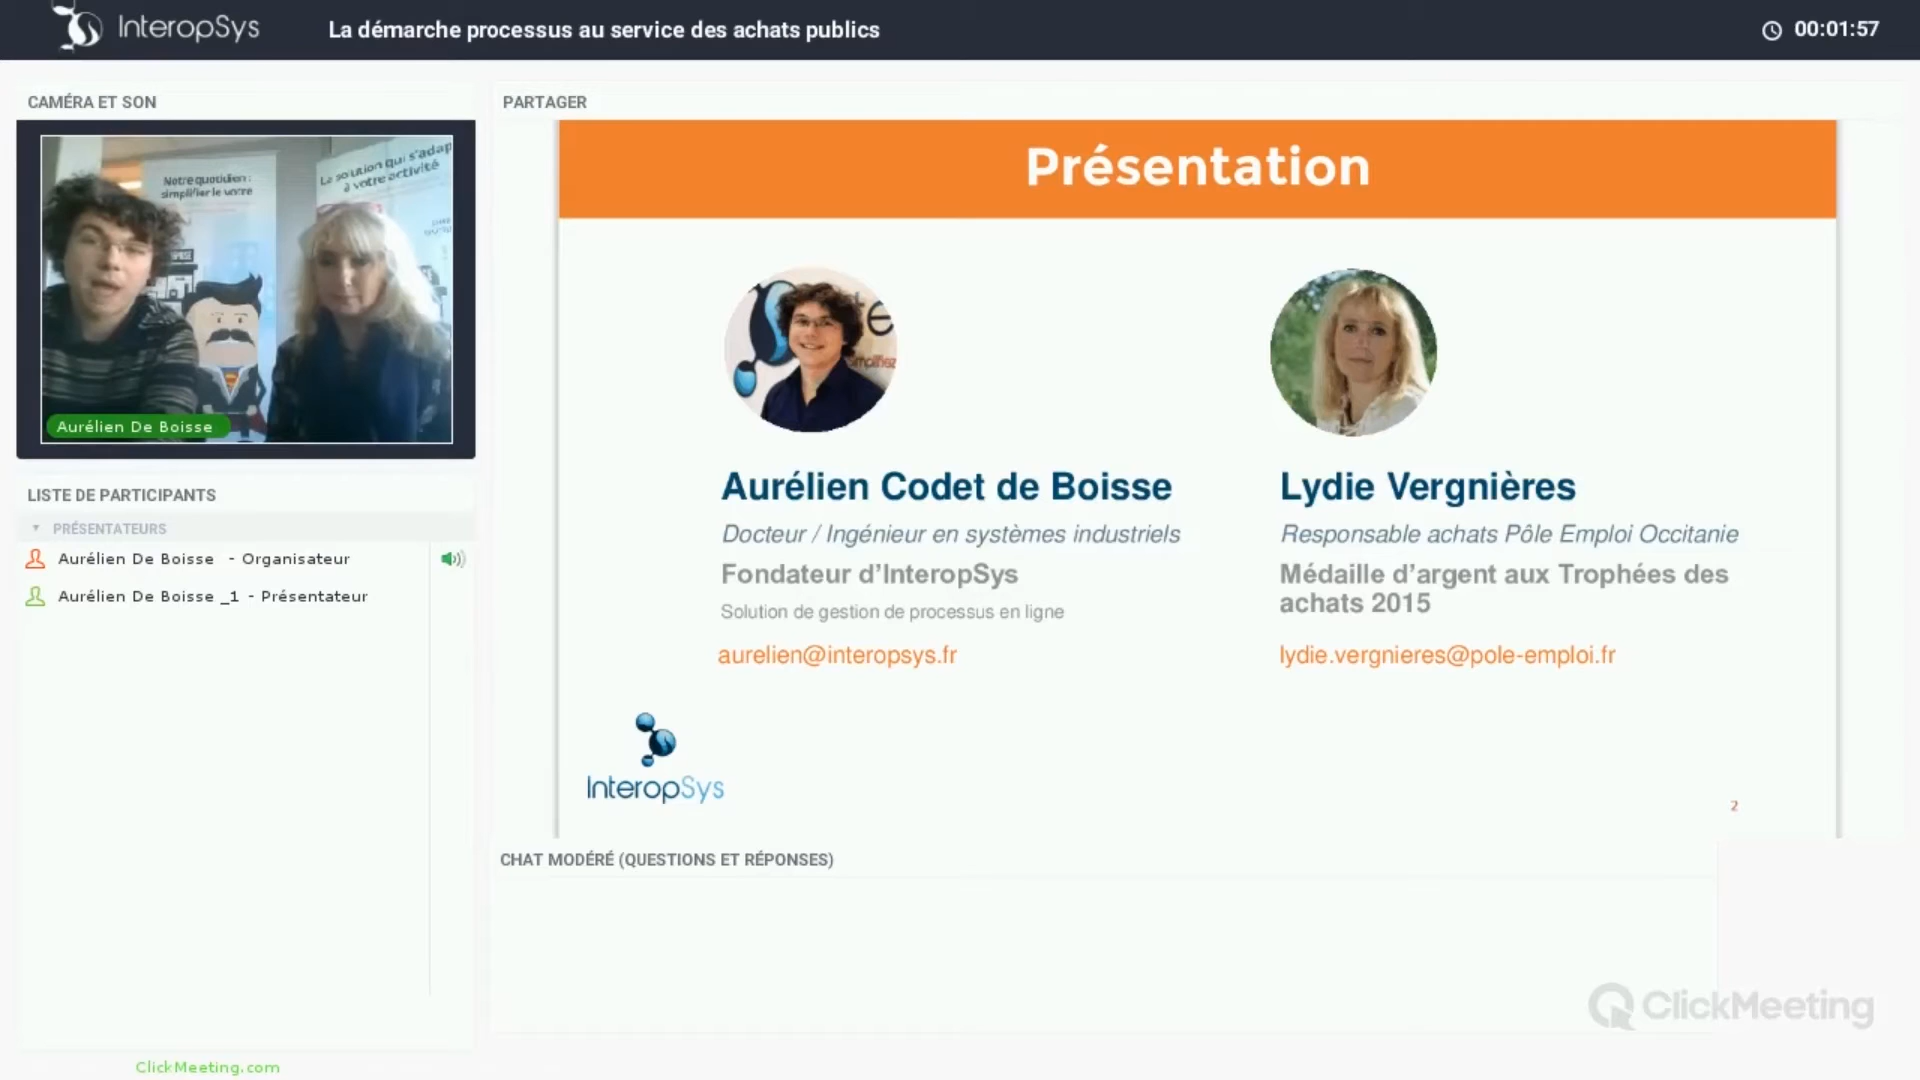 InteropSys
La démarche processus au service des achats publics
00:01:57
CAMÉRA ET SON
Notre quotidien :
simplifier le votre
La solution qui s'adap
à votre activité
Aurélien De Boisse
LISTE DE PARTICIPANTS
PRÉSENTATEURS
Aurélien De Boisse - Organisateur
Aurélien De Boisse _1 - Présentateur
ClickMeeting.com
PARTAGER
Présentation
Aurélien Codet de Boisse
Docteur / Ingénieur en systèmes industriels
Fondateur d’InteropSys
Solution de gestion de processus en ligne
aurelien@interopsys.fr
Lydie Vergnières
Responsable achats Pôle Emploi Occitanie
Médaille d’argent aux Trophées des
achats 2015
lydie.vergnieres@pole-emploi.fr
InteropSys
2
CHAT MODÉRÉ (QUESTIONS ET RÉPONSES)
ClickMeeting